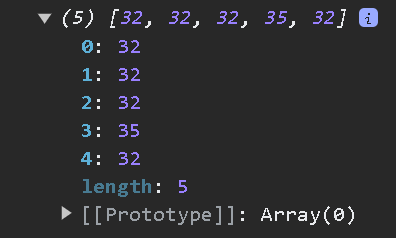 (5) [32, 32, 32, 35, 32] i
0: 32
1: 32
2: 32
3: 35
4: 32
length: 5
[[Prototype]]: Array(0)